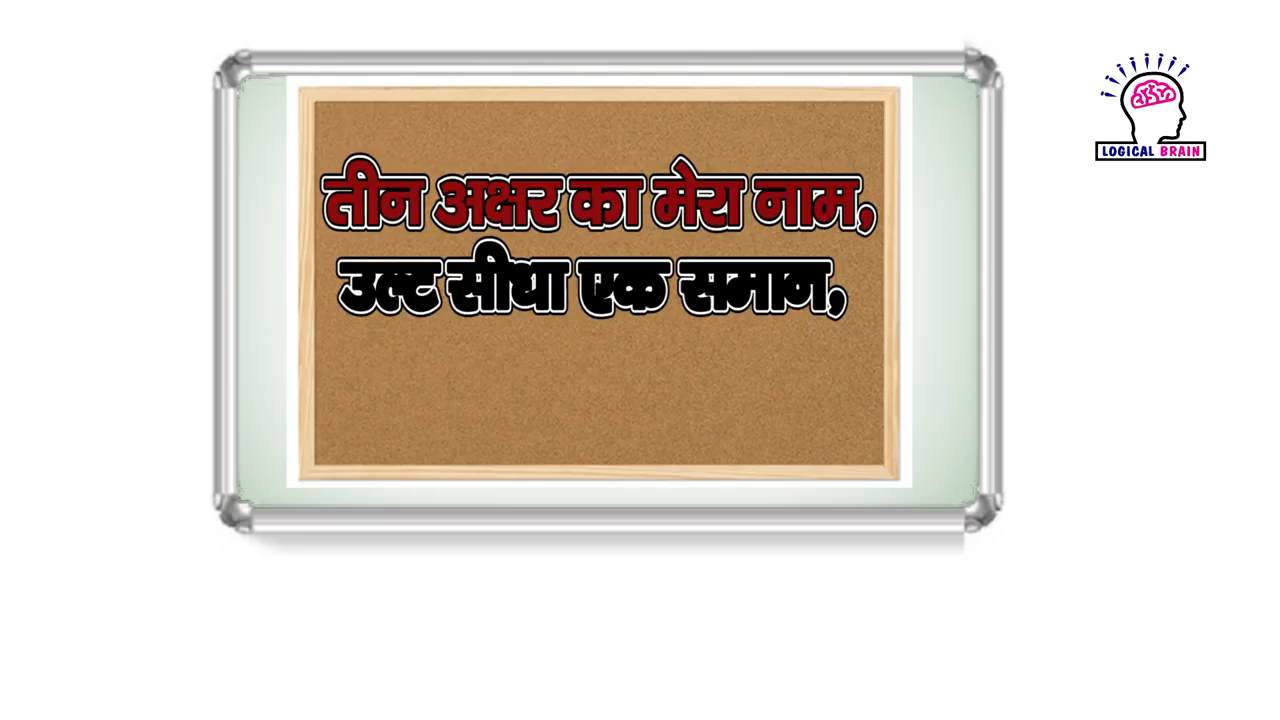 तीन अक्षर का मेरा नाम,
उल्ट सीधा एक समान,
LOGICAL BRAIN